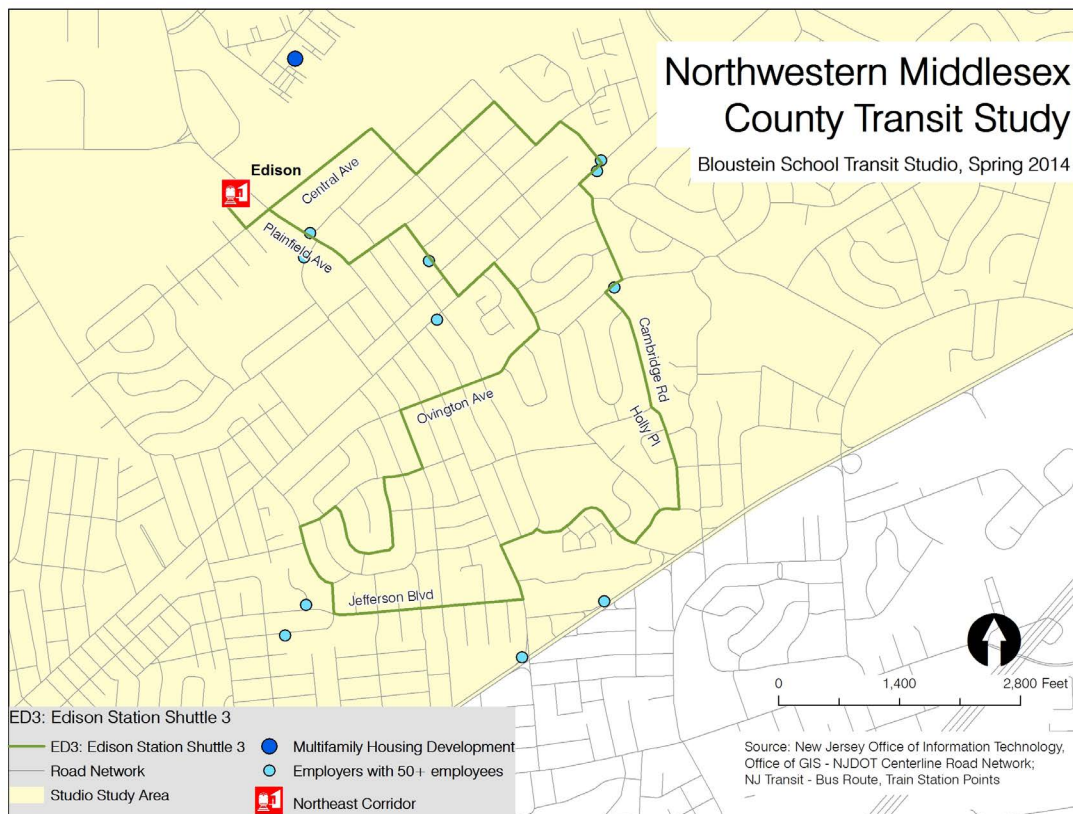 Northwestern Middlesex
County Transit Study
Bloustein School Transit Studio, Spring 2014
Edison
Central Ave
Plainfield Ave
Cambridge Rd
Ovington Ave
Holly Pl
Jefferson Blvd
0 1,400 2,800 Feet
ED3: Edison Station Shuttle 3
ED3: Edison Station Shuttle 3
Road Network
Studio Study Area
Multifamily Housing Development
Employers with 50+ employees
Northeast Corridor
Source: New Jersey Office of Information Technology,
Office of GIS - NJDOT Centerline Road Network;
NJ Transit - Bus Route, Train Station Points